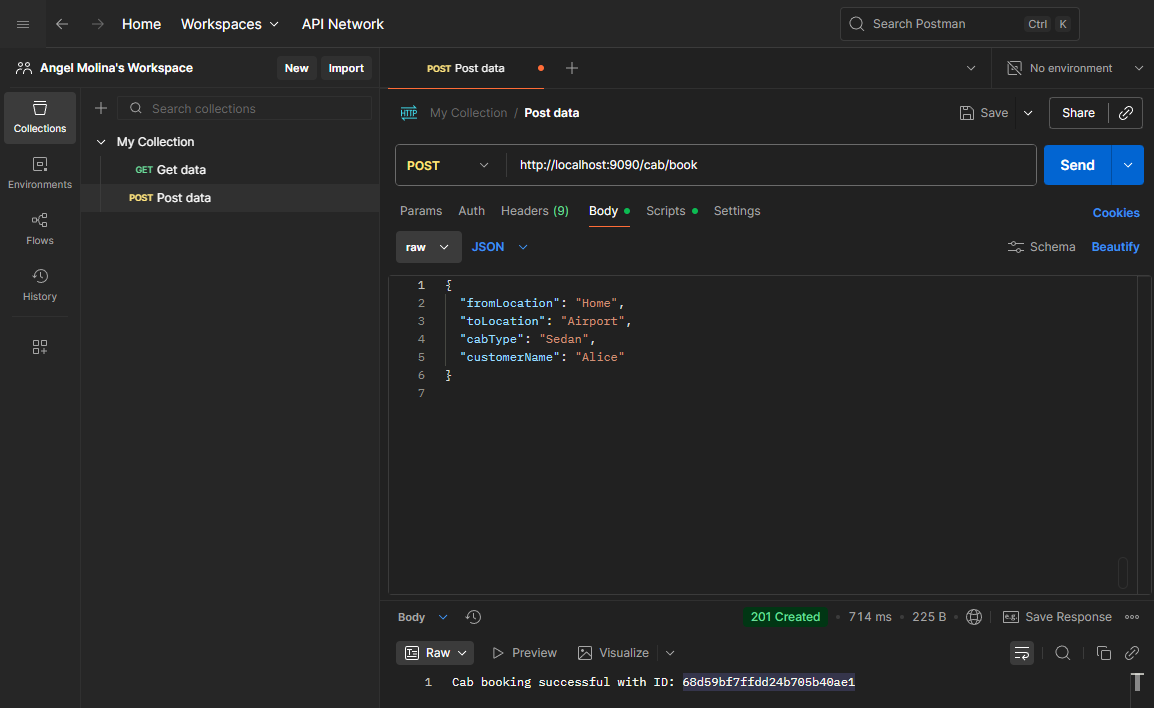 Home Workspaces API Network Search Postman Ctrl K
Angel Molina's Workspace New Import
POST Post data No environment
Collections
Environments
Flows
History
Search collections
My Collection
GET Get data
POST Post data
HTTP My Collection / Post data Save Share
POST http://localhost:9090/cab/book Send
Params Auth Headers (9) Body Scripts Settings Cookies
raw JSON Schema Beautify
1 {
2 "fromLocation": "Home",
3 "toLocation": "Airport",
4 "cabType": "Sedan",
5 "customerName": "Alice"
6 }
7
Body 201 Created 714 ms 225 B e.g. Save Response
Raw Preview Visualize
1 Cab booking successful with ID: 68d59bf7ffdd24b705b40ae1